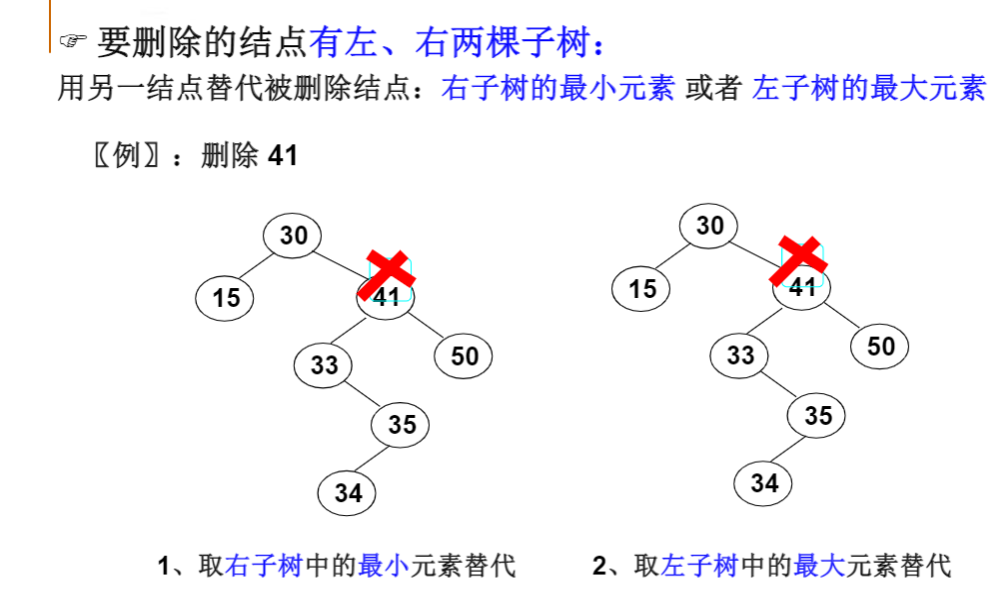 ☞ 要删除的结点有左、右两棵子树：
用另一结点替代被删除结点：右子树的最小元素 或者 左子树的最大元素
〖例〗：删除 41
30
15
41
33
50
35
34
30
15
41
33
50
35
34
1、取右子树中的最小元素替代
2、取左子树中的最大元素替代